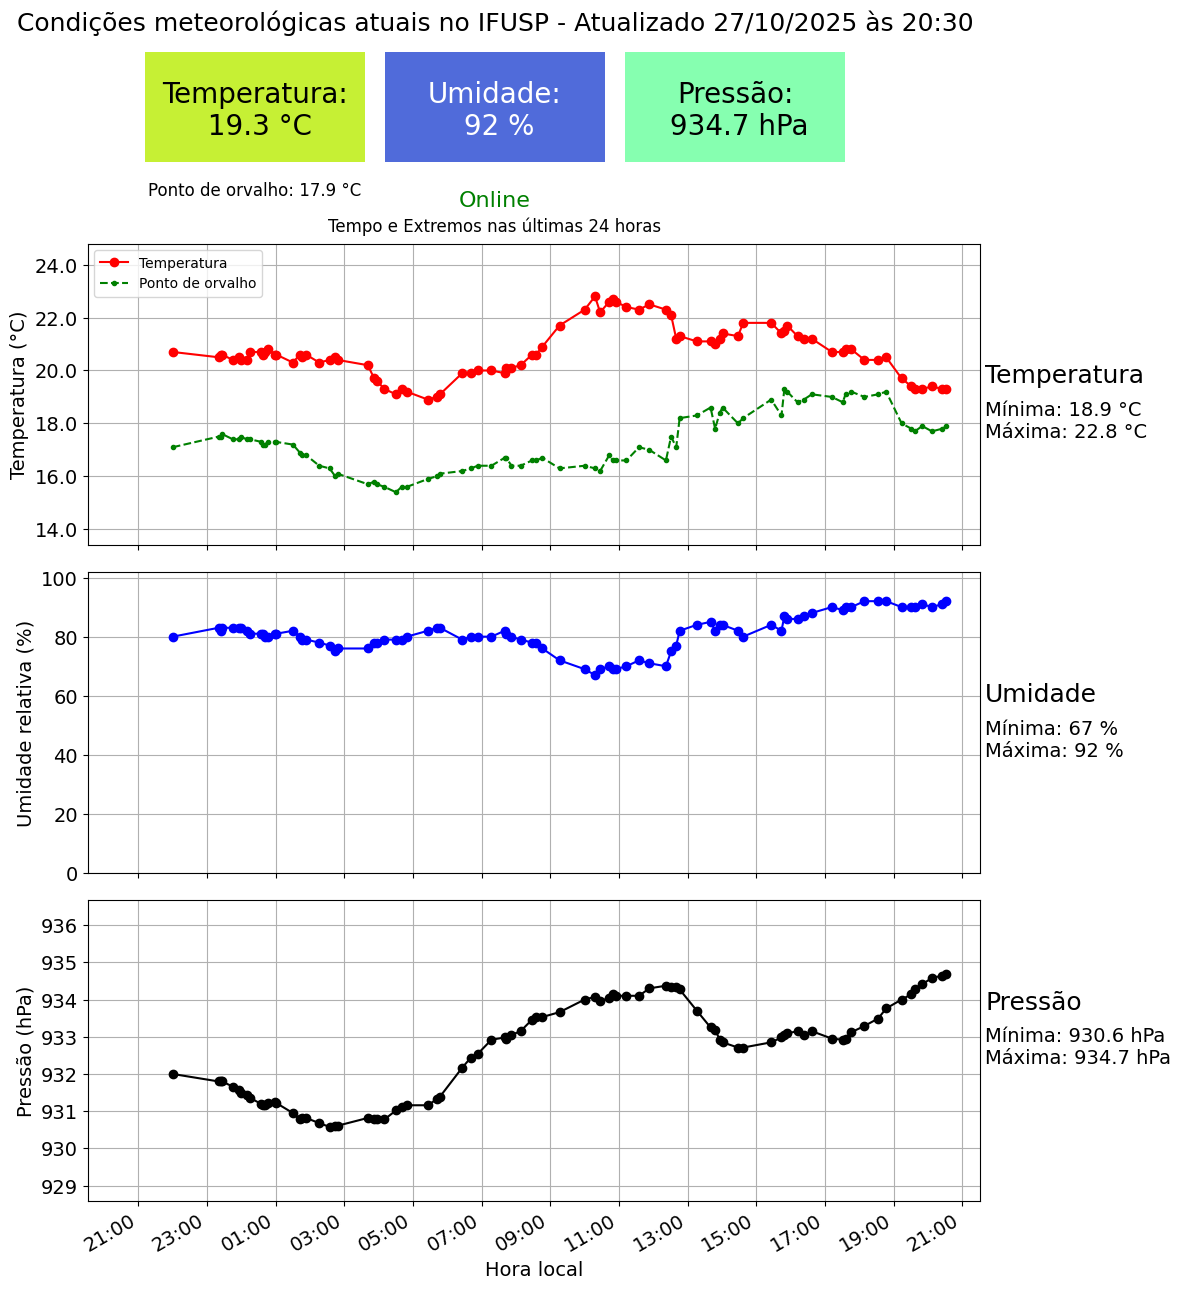 Condições meteorológicas atuais no IFUSP - Atualizado 27/10/2025 às 20:30
Temperatura:
19.3 °C
Umidade:
92 %
Pressão:
934.7 hPa
Ponto de orvalho: 17.9 °C
Online
Tempo e Extremos nas últimas 24 horas
Temperatura
Ponto de orvalho
Temperatura (°C)
24.0
22.0
20.0
18.0
16.0
14.0
Temperatura
Mínima: 18.9 °C
Máxima: 22.8 °C
Umidade relativa (%)
100
80
60
40
20
0
Umidade
Mínima: 67 %
Máxima: 92 %
Pressão (hPa)
936
935
934
933
932
931
930
929
Pressão
Mínima: 930.6 hPa
Máxima: 934.7 hPa
21:00
23:00
01:00
03:00
05:00
07:00
09:00
11:00
13:00
15:00
17:00
19:00
21:00
Hora local